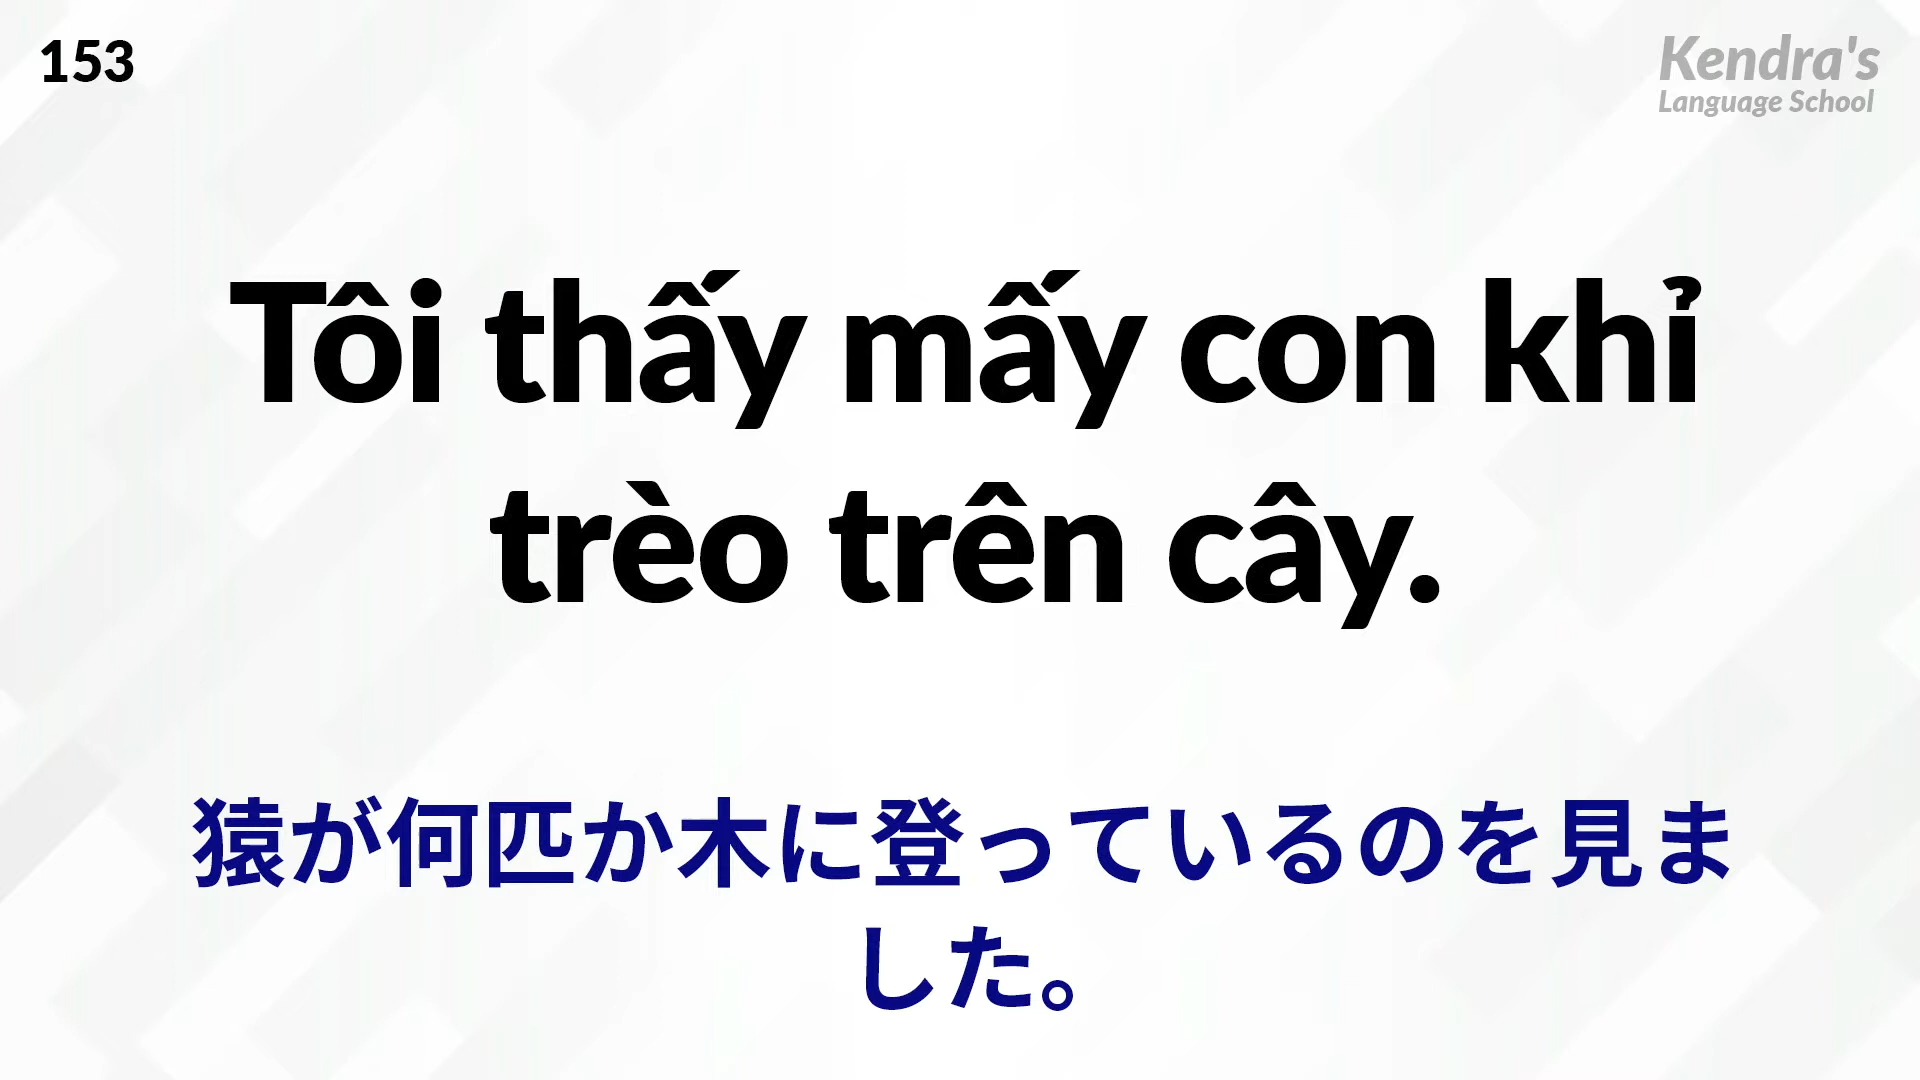 153
Kendra's
Language School
Tôi thấy mấy con khỉ
trèo trên cây.
猿が何匹か木に登っているのを見ま
した。